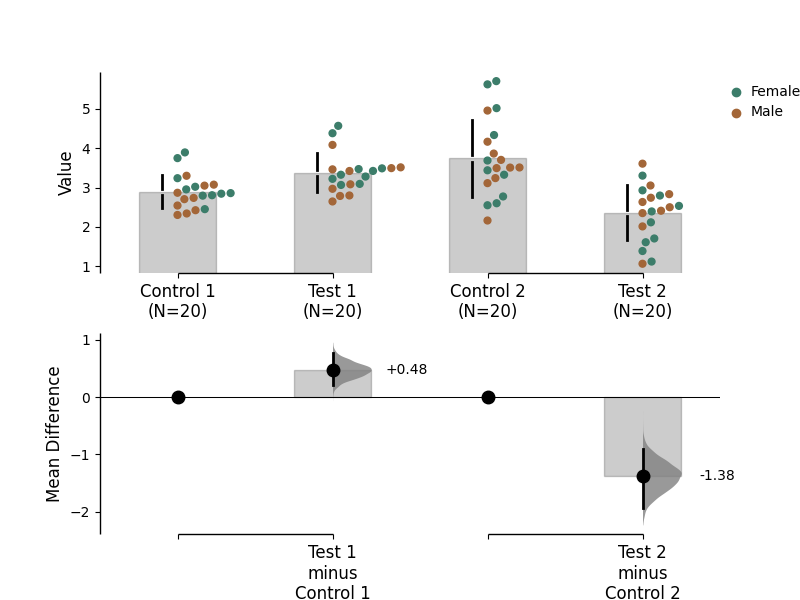 Female
Male
Value
5
4
3
2
1
Control 1
(N=20)
Test 1
(N=20)
Control 2
(N=20)
Test 2
(N=20)
Mean Difference
1
0
−1
−2
+0.48
-1.38
Test 1
minus
Control 1
Test 2
minus
Control 2